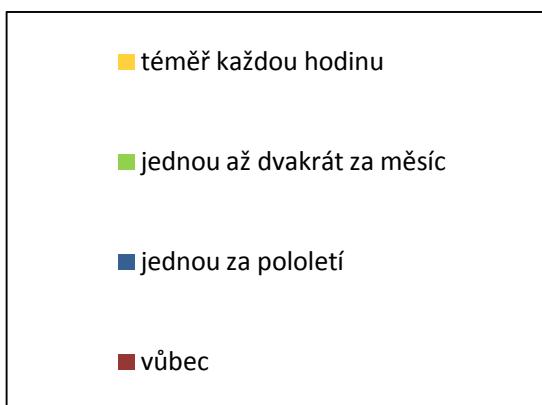 téměř každou hodinu
jednou až dvakrát za měsíc
jednou za pololetí
vůbec